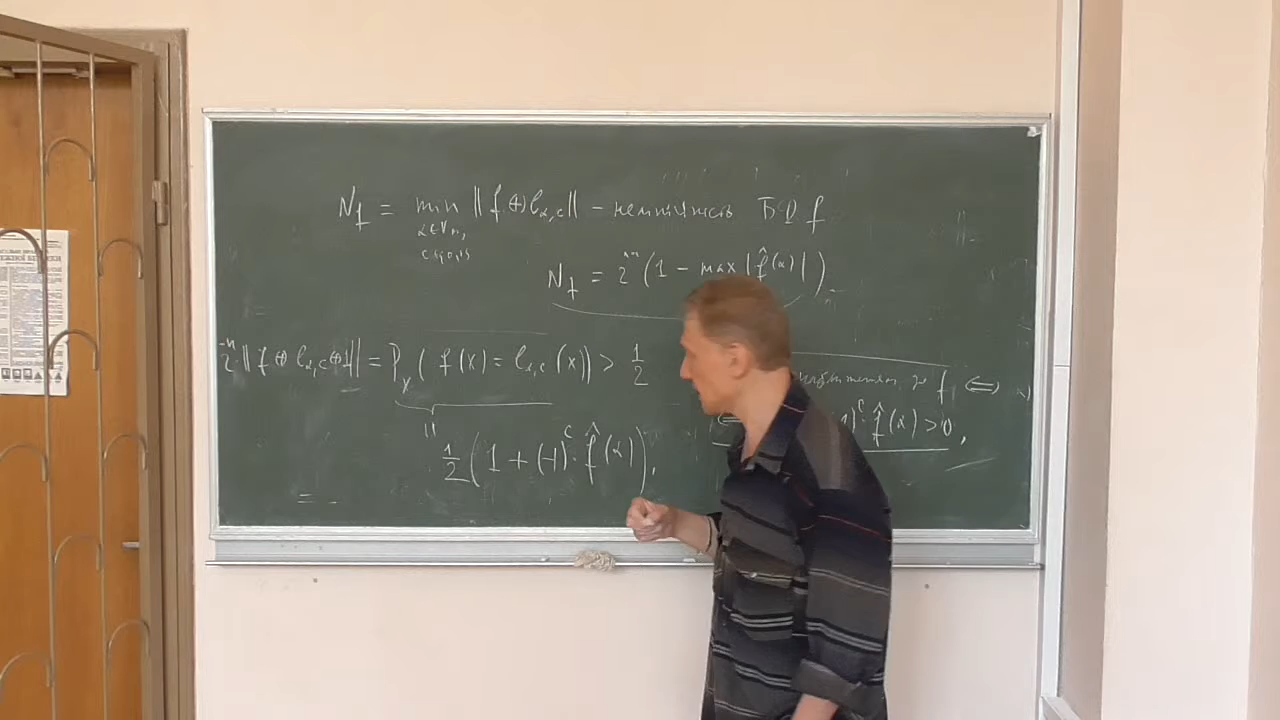 N_f = min ‖f ⊕ l_{α,c}‖ – нелинейность БФ f
α∈V_n,
c∈{0,1}
N_f = 2^{n-1} (1 − max |f̂(α)|)
2^{-n} ‖f ⊕ l_{α,c} ⊕ 1‖ = P_x ( f(x) = l_{α,c}(x)) > 1/2
f ⟺
1)^c · f̂(α) > 0,
1/2 (1 + (−1)^c · f̂(α)).